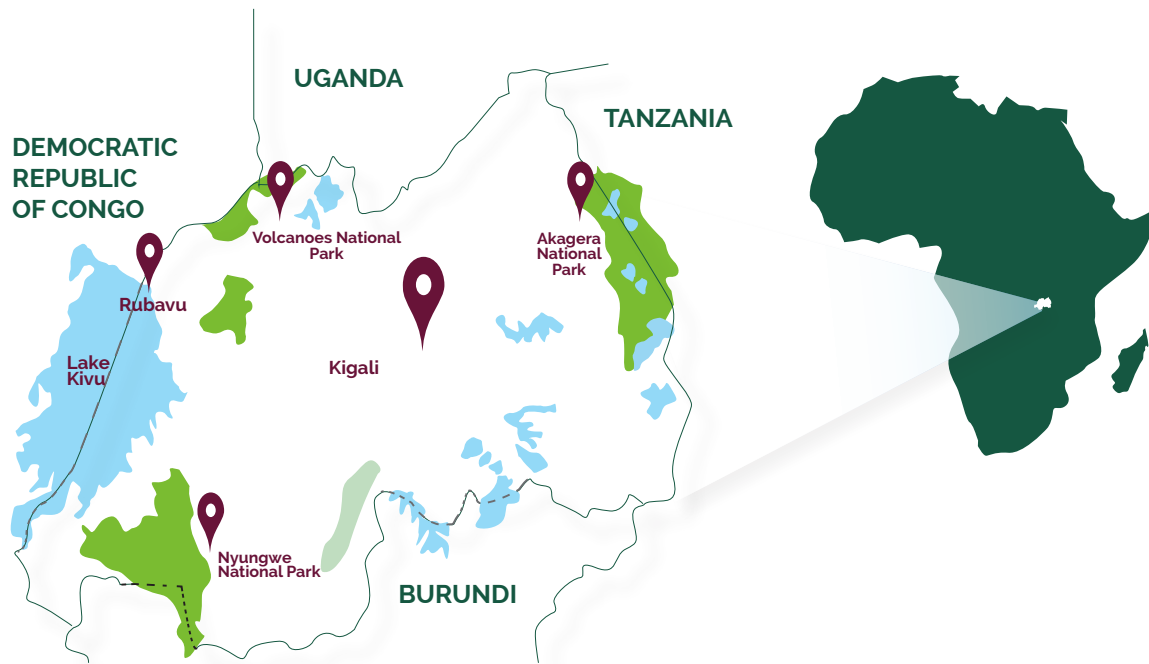 UGANDA
TANZANIA
DEMOCRATIC
REPUBLIC
OF CONGO
Volcanoes National
Park
Akagera
National
Park
Rubavu
Lake
Kivu
Kigali
Nyungwe
National Park
BURUNDI